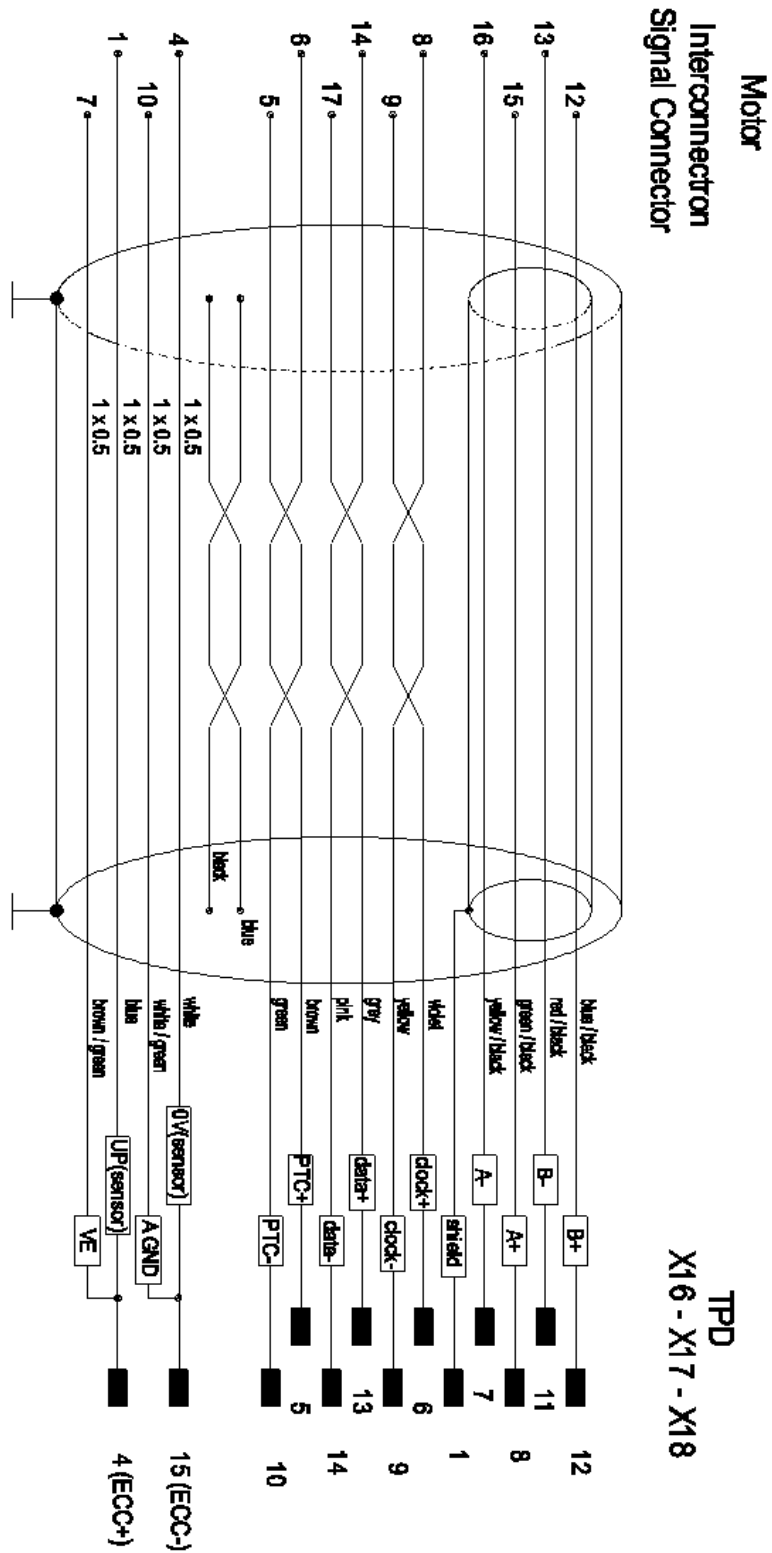 Motor
TPD
Interconnectron
X16 - X17 - X18
Signal Connector
12 blue / black B+ 12
13 red / black B- 11
15 green / black A+ 8
16 yellow / black A- 7
shield 1
8 violet clock+ 6
9 yellow clock- 9
14 grey data+ 13
17 pink data- 14
6 brown PTC+ 5
5 green PTC- 10
blue
black
4 1 x 0.5 white 0V(sensor) 15 (ECC-)
10 1 x 0.5 white / green A GND
1 1 x 0.5 blue UP(sensor) 4 (ECC+)
7 1 x 0.5 brown / green VE